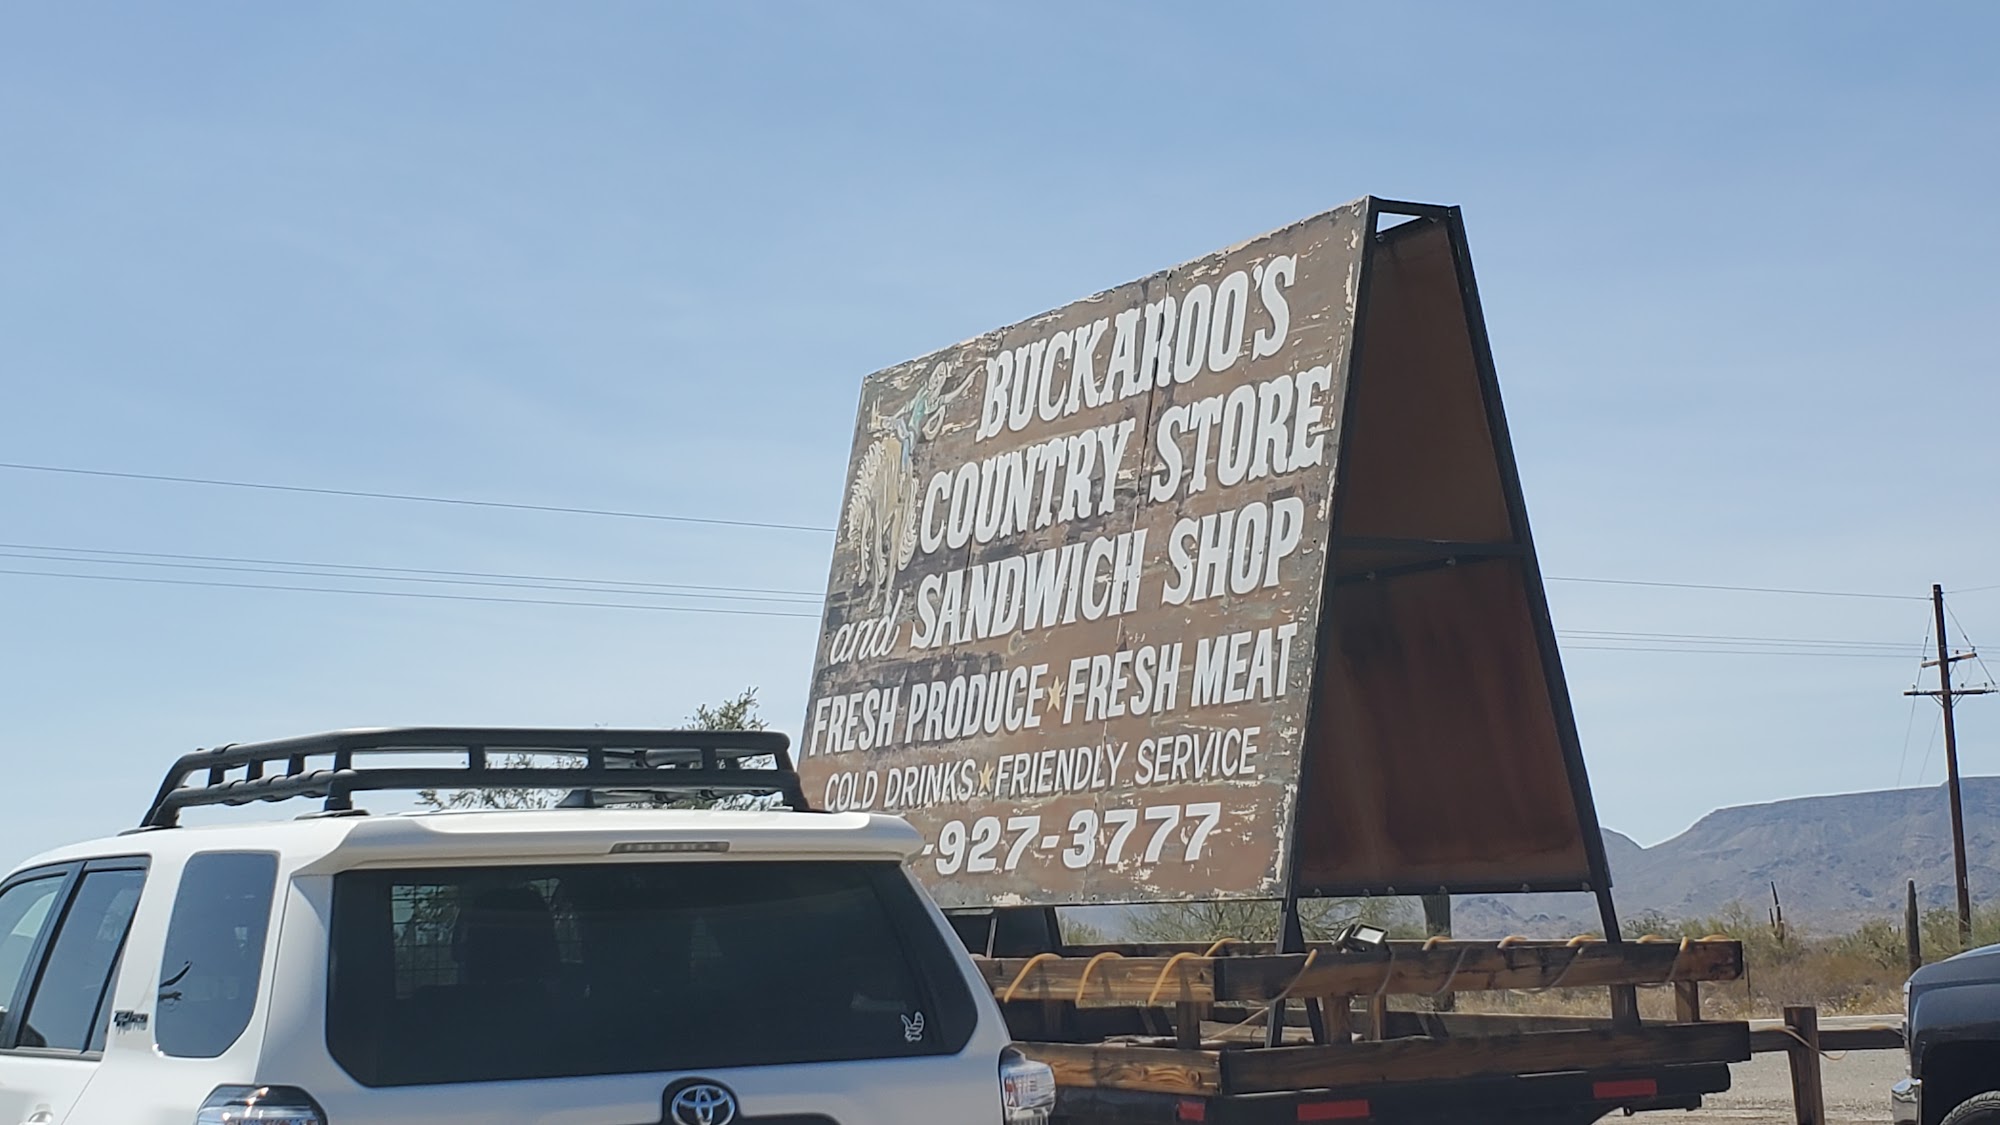 BUCKAROO'S
COUNTRY STORE
and SANDWICH SHOP
FRESH PRODUCE★FRESH MEAT
COLD DRINKS★FRIENDLY SERVICE
-927-3777